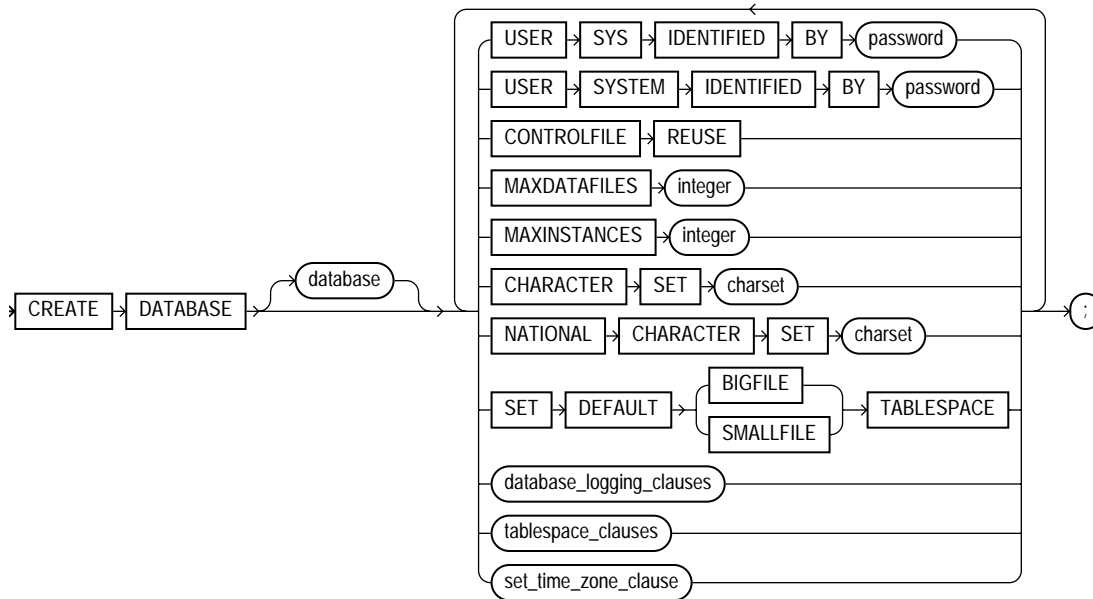 USER SYS IDENTIFIED BY password
USER SYSTEM IDENTIFIED BY password
CONTROLFILE REUSE
MAXDATAFILES integer
MAXINSTANCES integer
CHARACTER SET charset
database
CREATE DATABASE ;
NATIONAL CHARACTER SET charset
BIGFILE
SET DEFAULT TABLESPACE
SMALLFILE
database_logging_clauses
tablespace_clauses
set_time_zone_clause